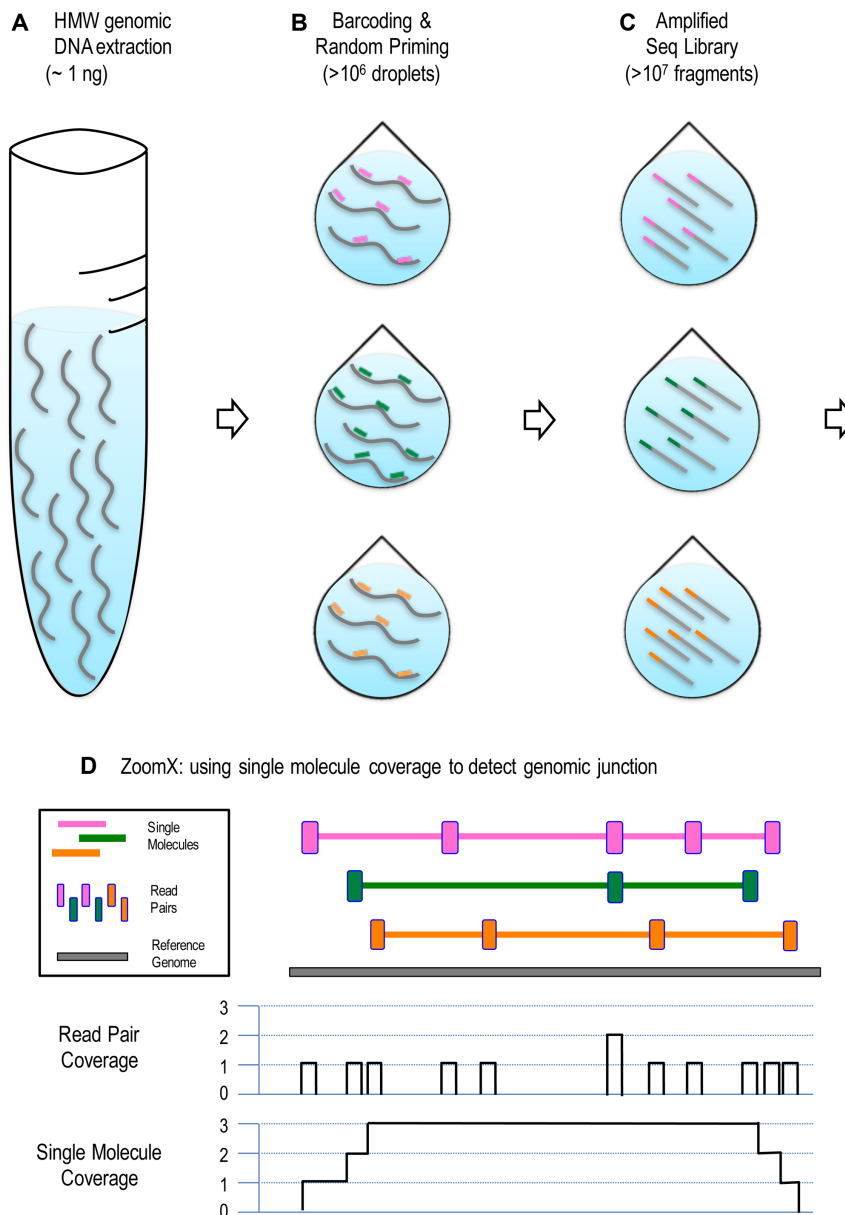 A HMW genomic
DNA extraction
(~ 1 ng)
B Barcoding &
Random Priming
(>10⁶ droplets)
C Amplified
Seq Library
(>10⁷ fragments)
D ZoomX: using single molecule coverage to detect genomic junction
Single
Molecules
Read
Pairs
Reference
Genome
Read Pair
Coverage
3
2
1
0
Single Molecule
Coverage
3
2
1
0